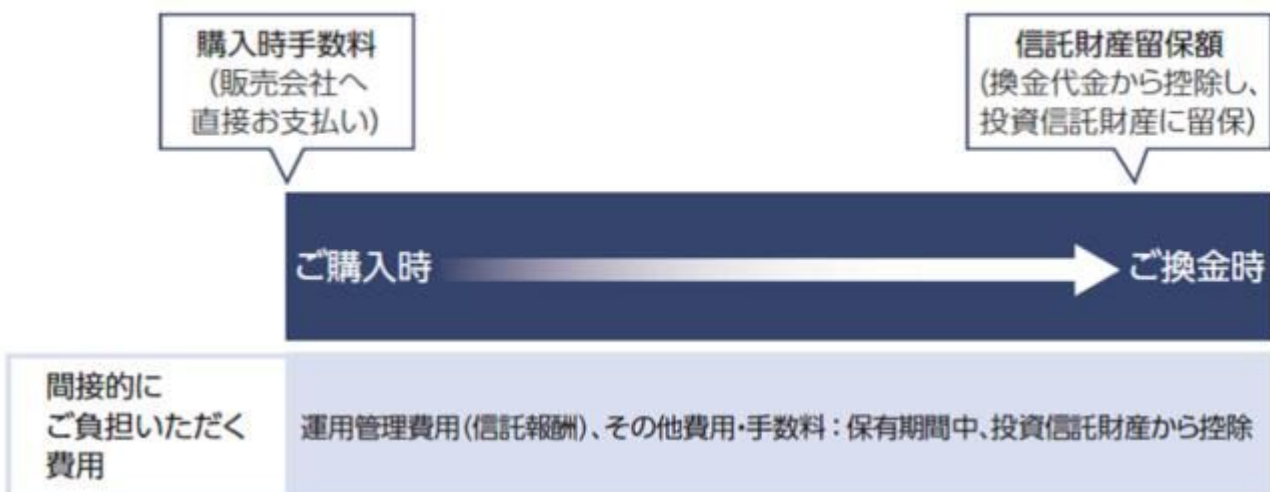 購入時手数料
(販売会社へ
直接お支払い)
信託財産留保額
(換金代金から控除し、
投資信託財産に留保)
ご購入時
ご換金時
間接的に
ご負担いただく
費用
運用管理費用(信託報酬)、その他費用・手数料：保有期間中、投資信託財産から控除